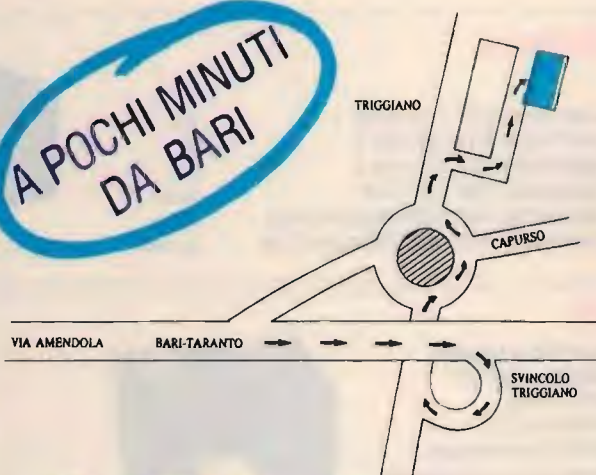 A POCHI MINUTI
DA BARI
TRIGGIANO
CAPURSO
VIA AMENDOLA
BARI-TARANTO
SVINCOLO
TRIGGIANO